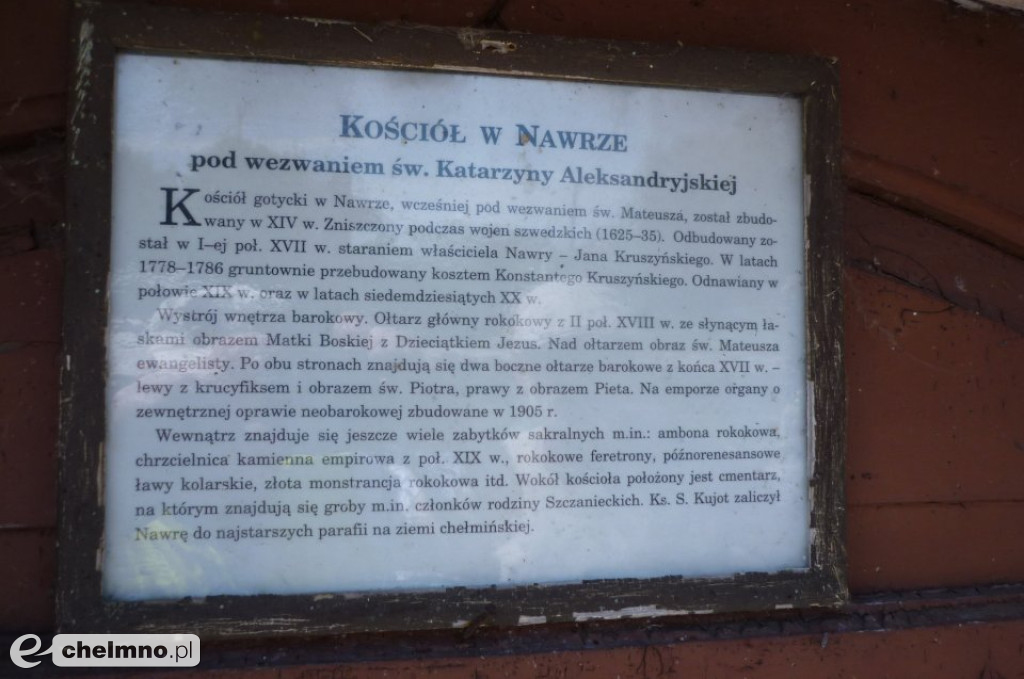 KOŚCIÓŁ W NAWRZE
pod wezwaniem św. Katarzyny Aleksandryjskiej
Kościół gotycki w Nawrze, wcześniej pod wezwaniem św. Mateusza, został zbudo-
wany w XIV w. Zniszczony podczas wojen szwedzkich (1625–35). Odbudowany zo-
stał w I–ej poł. XVII w. staraniem właściciela Nawry – Jana Kruszyńskiego. W latach
1778–1786 gruntownie przebudowany kosztem Konstantego Kruszyńskiego. Odnawiany w
połowie XIX w. oraz w latach siedemdziesiątych XX w.
Wystrój wnętrza barokowy. Ołtarz główny rokokowy z II poł. XVIII w. ze słynącym ła-
skami obrazem Matki Boskiej z Dzieciątkiem Jezus. Nad ołtarzem obraz św. Mateusza
ewangelisty. Po obu stronach znajdują się dwa boczne ołtarze barokowe z końca XVII w. –
lewy z krucyfiksem i obrazem św. Piotra, prawy z obrazem Pieta. Na emporze organy o
zewnętrznej oprawie neobarokowej zbudowane w 1905 r.
Wewnątrz znajduje się jeszcze wiele zabytków sakralnych m.in.: ambona rokokowa,
chrzcielnica kamienna empirowa z poł. XIX w., rokokowe feretrony, późnorenesansowe
ławy kolarskie, złota monstrancja rokokowa itd. Wokół kościoła położony jest cmentarz,
na którym znajdują się groby m.in. członków rodziny Szczanieckich. Ks. S. Kujot zaliczył
Nawrę do najstarszych parafii na ziemi chełmińskiej.
e-chelmno.pl